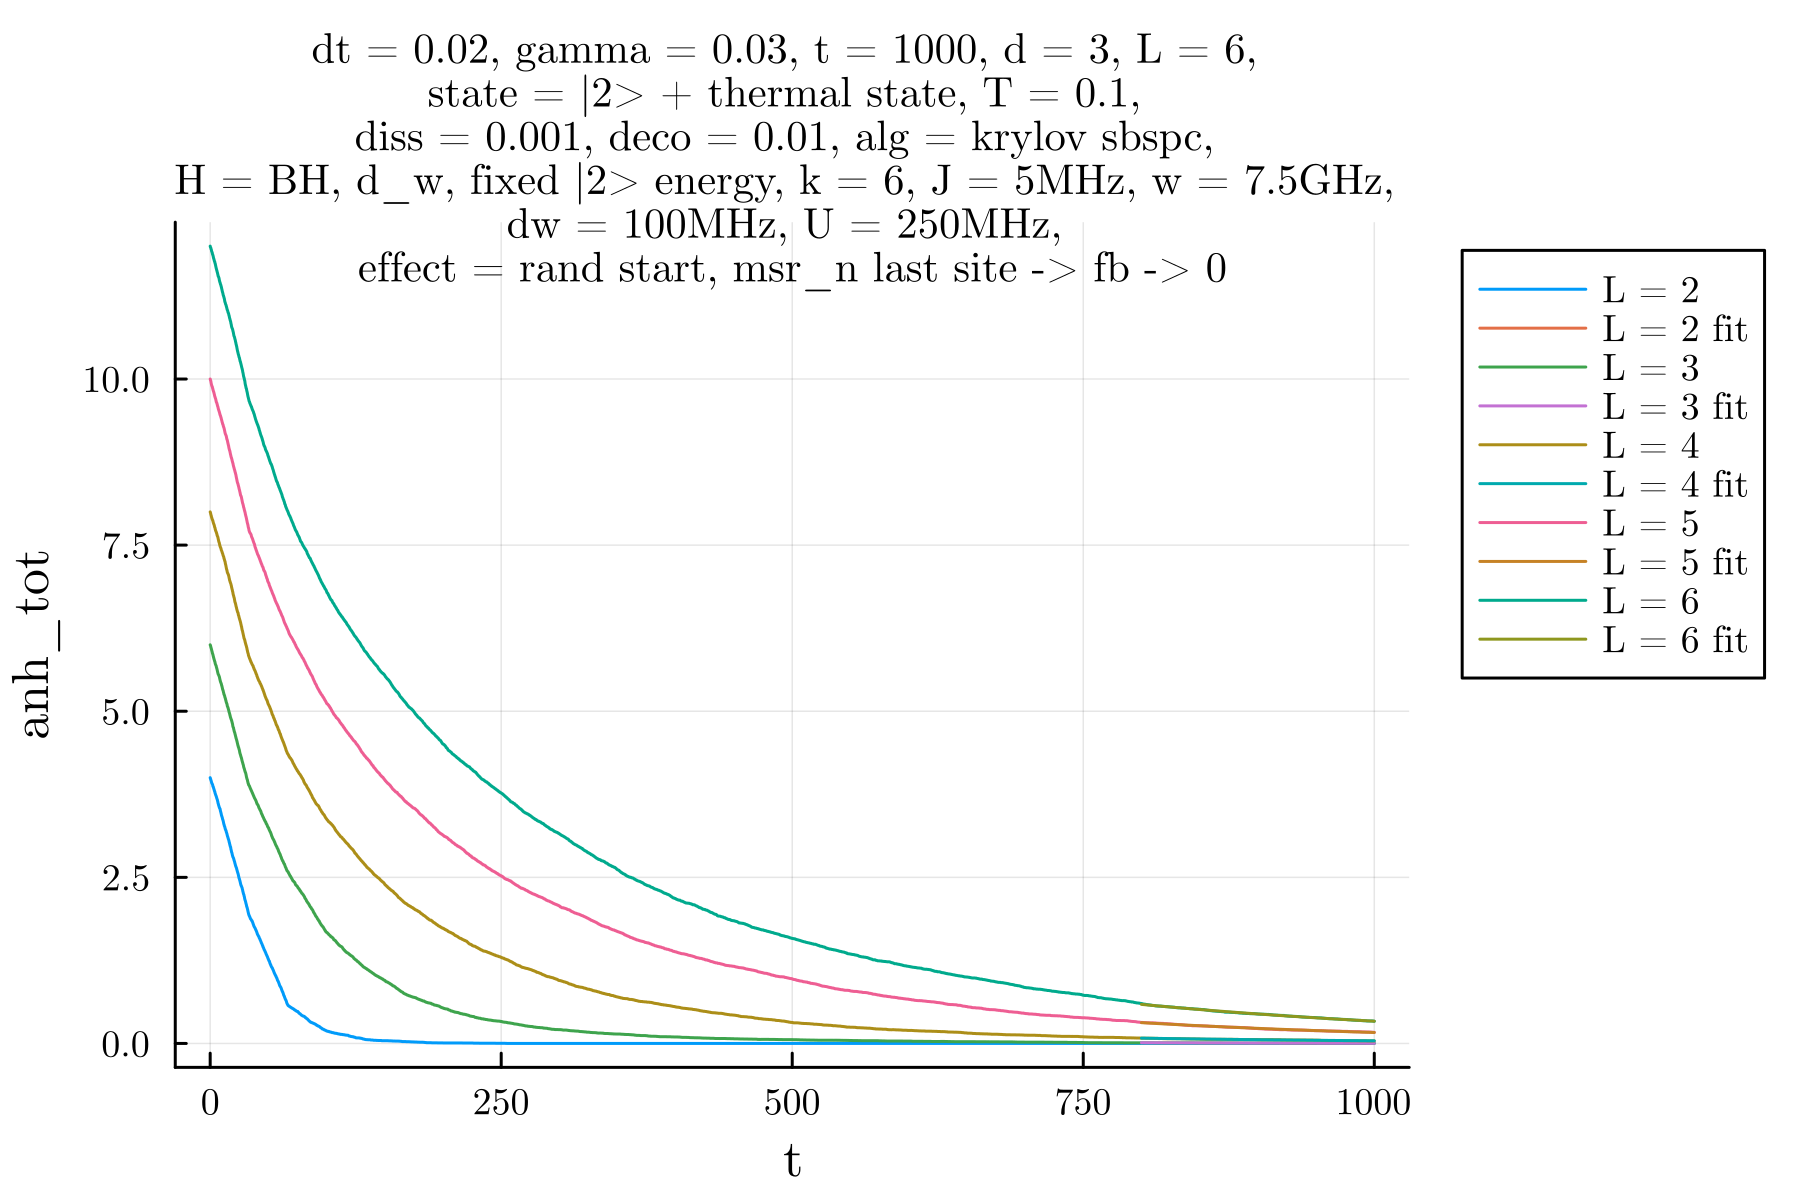 dt = 0.02, gamma = 0.03, t = 1000, d = 3, L = 6,
state = |2> + thermal state, T = 0.1,
diss = 0.001, deco = 0.01, alg = krylov sbspc,
H = BH, d_w, fixed |2> energy, k = 6, J = 5MHz, w = 7.5GHz,
dw = 100MHz, U = 250MHz,
effect = rand start, msr_n last site -> fb -> 0
anh_tot
10.0
7.5
5.0
2.5
0.0
0 250 500 750 1000
t
L = 2
L = 2 fit
L = 3
L = 3 fit
L = 4
L = 4 fit
L = 5
L = 5 fit
L = 6
L = 6 fit